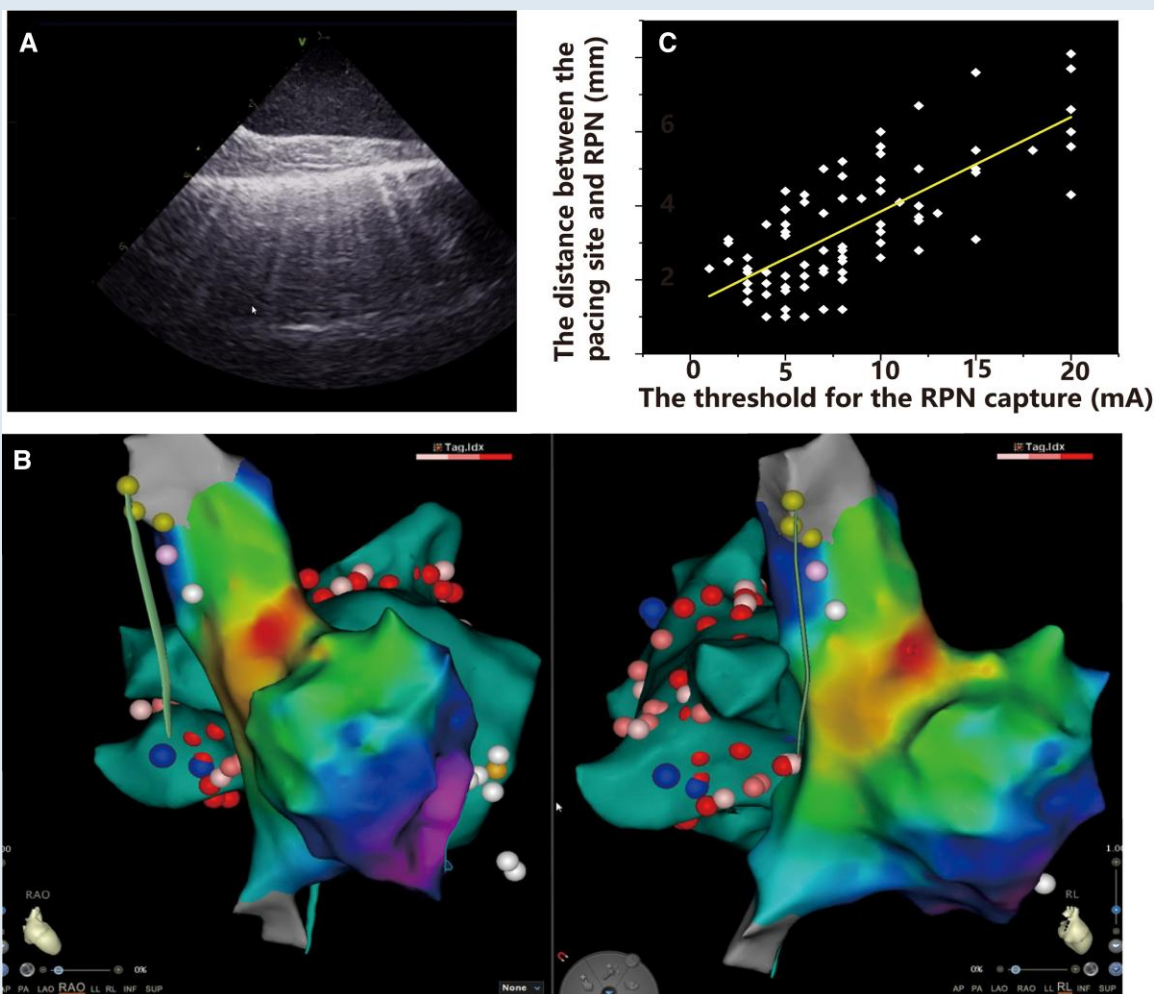 A
V
C
The distance between the
pacing site and RPN (mm)
6
4
2
0 5 10 15 20
The threshold for the RPN capture (mA)
B
Tag.Idx
Tag.Idx
RAO
0%
AP PA LAO RAO LL RL INF SUP
None
1.00
RL
0%
AP PA LAO RAO LL RL INF SUP